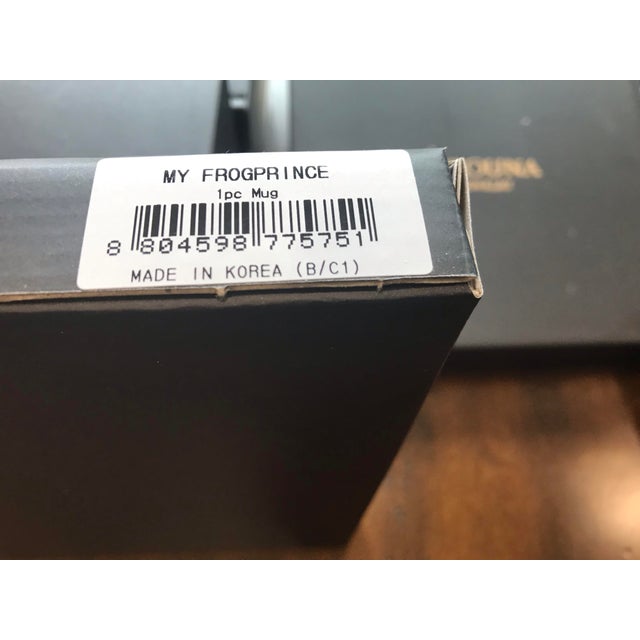 MY FROGPRINCE
1pc Mug
8 804598 775751
MADE IN KOREA (B/C1)